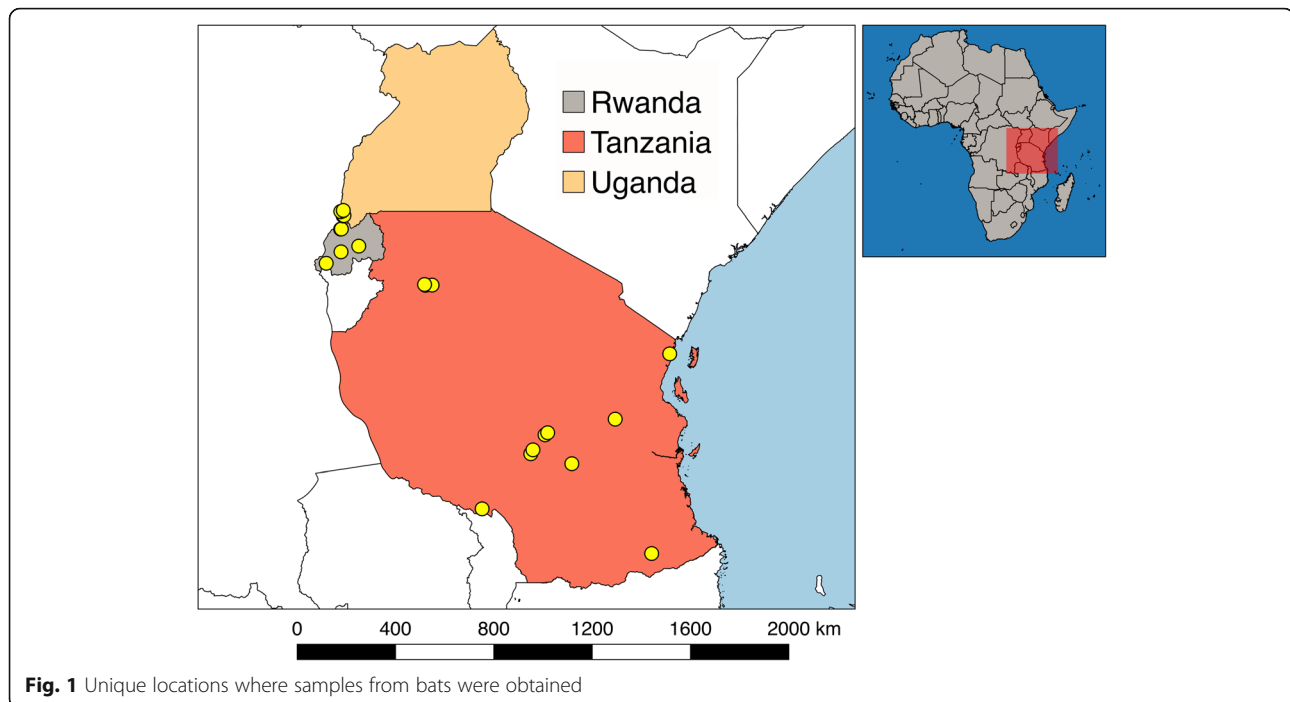 Rwanda
Tanzania
Uganda
0 400 800 1200 1600 2000 km
Fig. 1 Unique locations where samples from bats were obtained